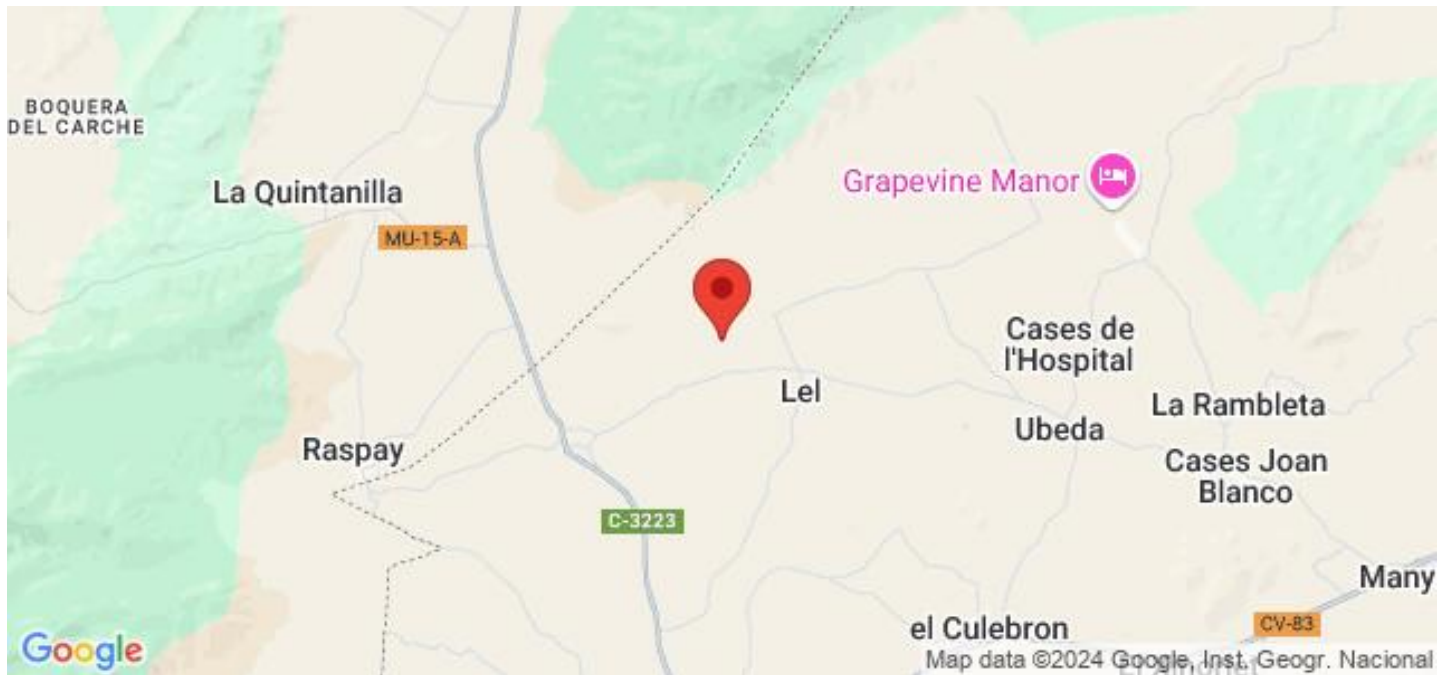 BOQUERA
DEL CARCHE
La Quintanilla
Grapevine Manor
MU-15-A
Cases de
l'Hospital
Lel
La Rambleta
Ubeda
Raspay
Cases Joan
Blanco
C-3223
Many
el Culebron
CV-83
Google
Map data ©2024 Google, Inst. Geogr. Nacional